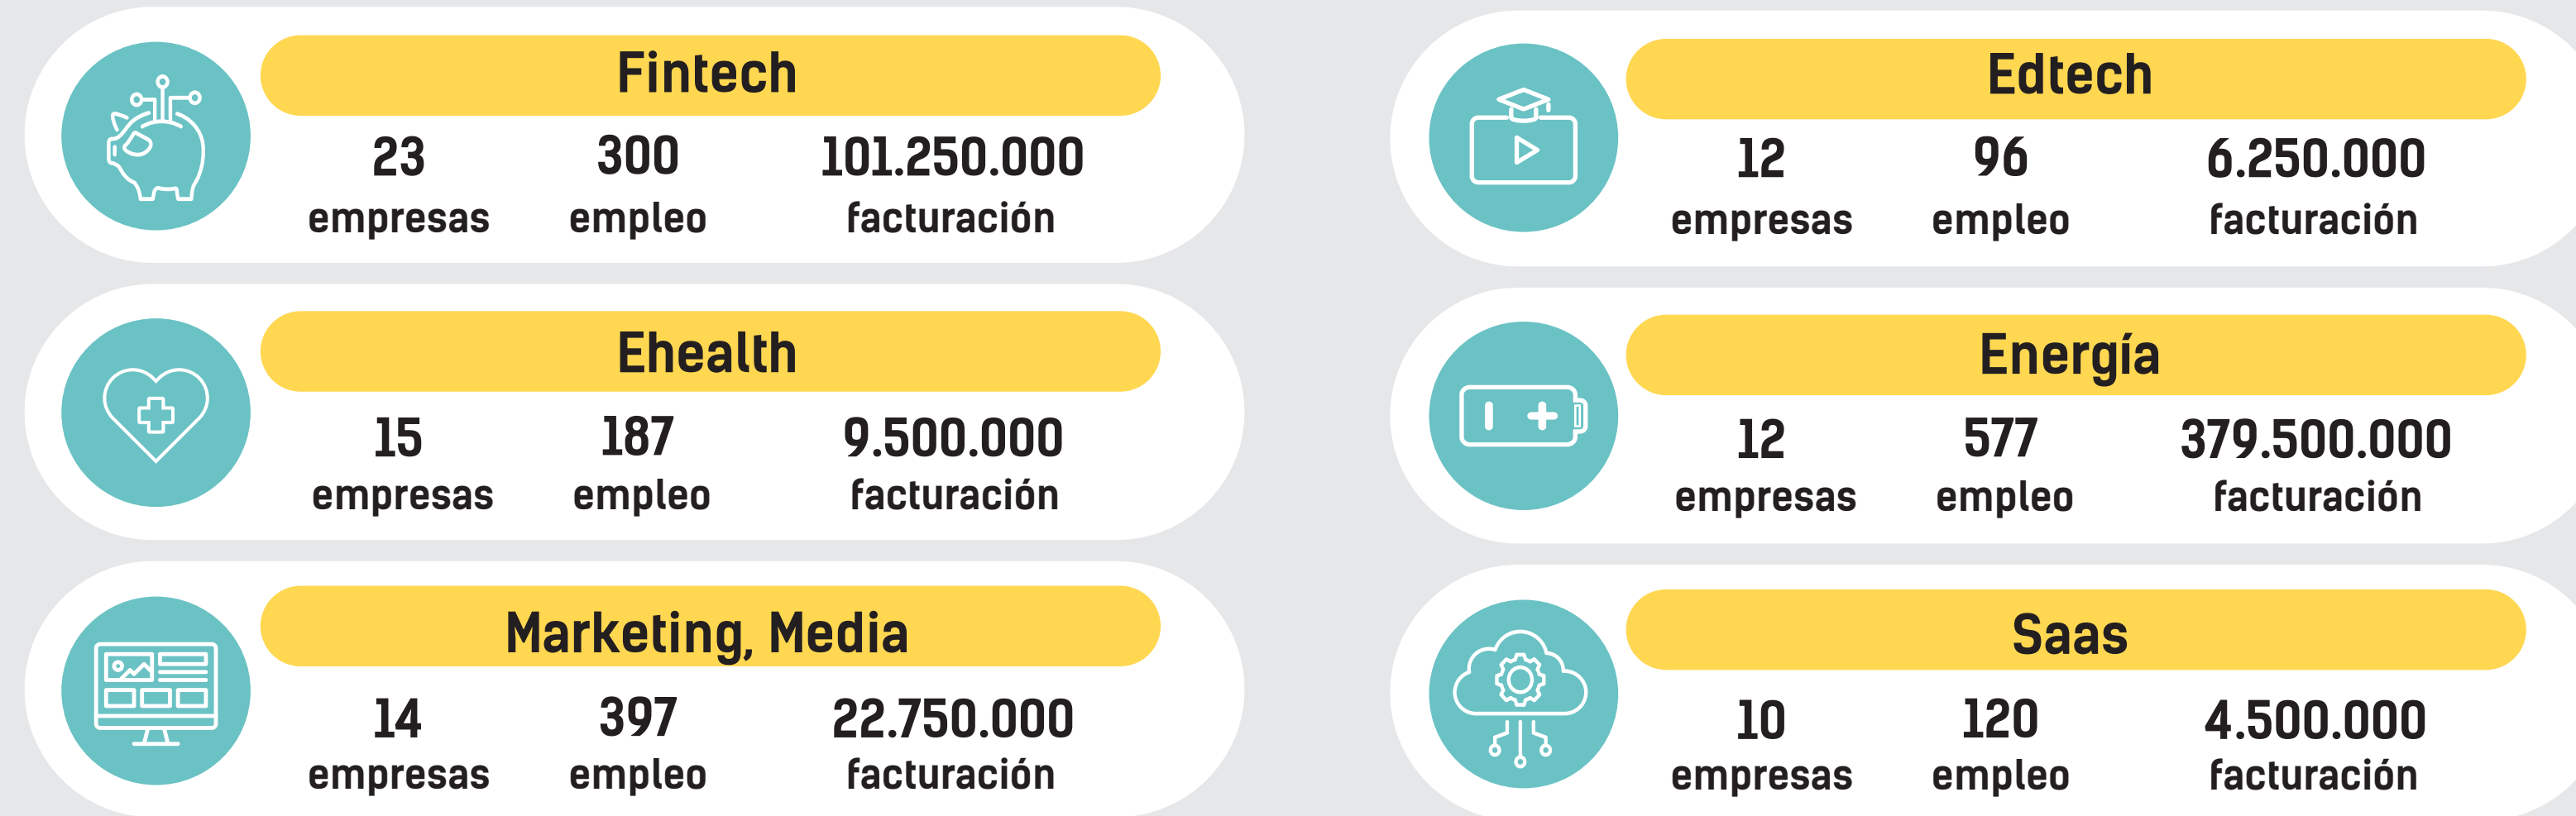 Fintech
23 300 101.250.000
empresas empleo facturación
Ehealth
15 187 9.500.000
empresas empleo facturación
Marketing, Media
14 397 22.750.000
empresas empleo facturación
Edtech
12 96 6.250.000
empresas empleo facturación
Energía
12 577 379.500.000
empresas empleo facturación
Saas
10 120 4.500.000
empresas empleo facturación